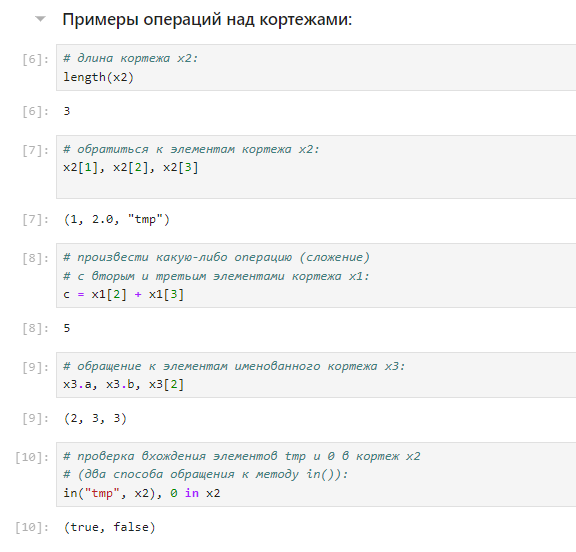 Примеры операций над кортежами:
[6]: # длина кортежа x2:
length(x2)
[6]: 3
[7]: # обратиться к элементам кортежа x2:
x2[1], x2[2], x2[3]
[7]: (1, 2.0, "tmp")
[8]: # произвести какую-либо операцию (сложение)
# с вторым и третьим элементами кортежа x1:
c = x1[2] + x1[3]
[8]: 5
[9]: # обращение к элементам именованного кортежа x3:
x3.a, x3.b, x3[2]
[9]: (2, 3, 3)
[10]: # проверка вхождения элементов tmp и 0 в кортеж x2
# (два способа обращения к методу in()):
in("tmp", x2), 0 in x2
[10]: (true, false)